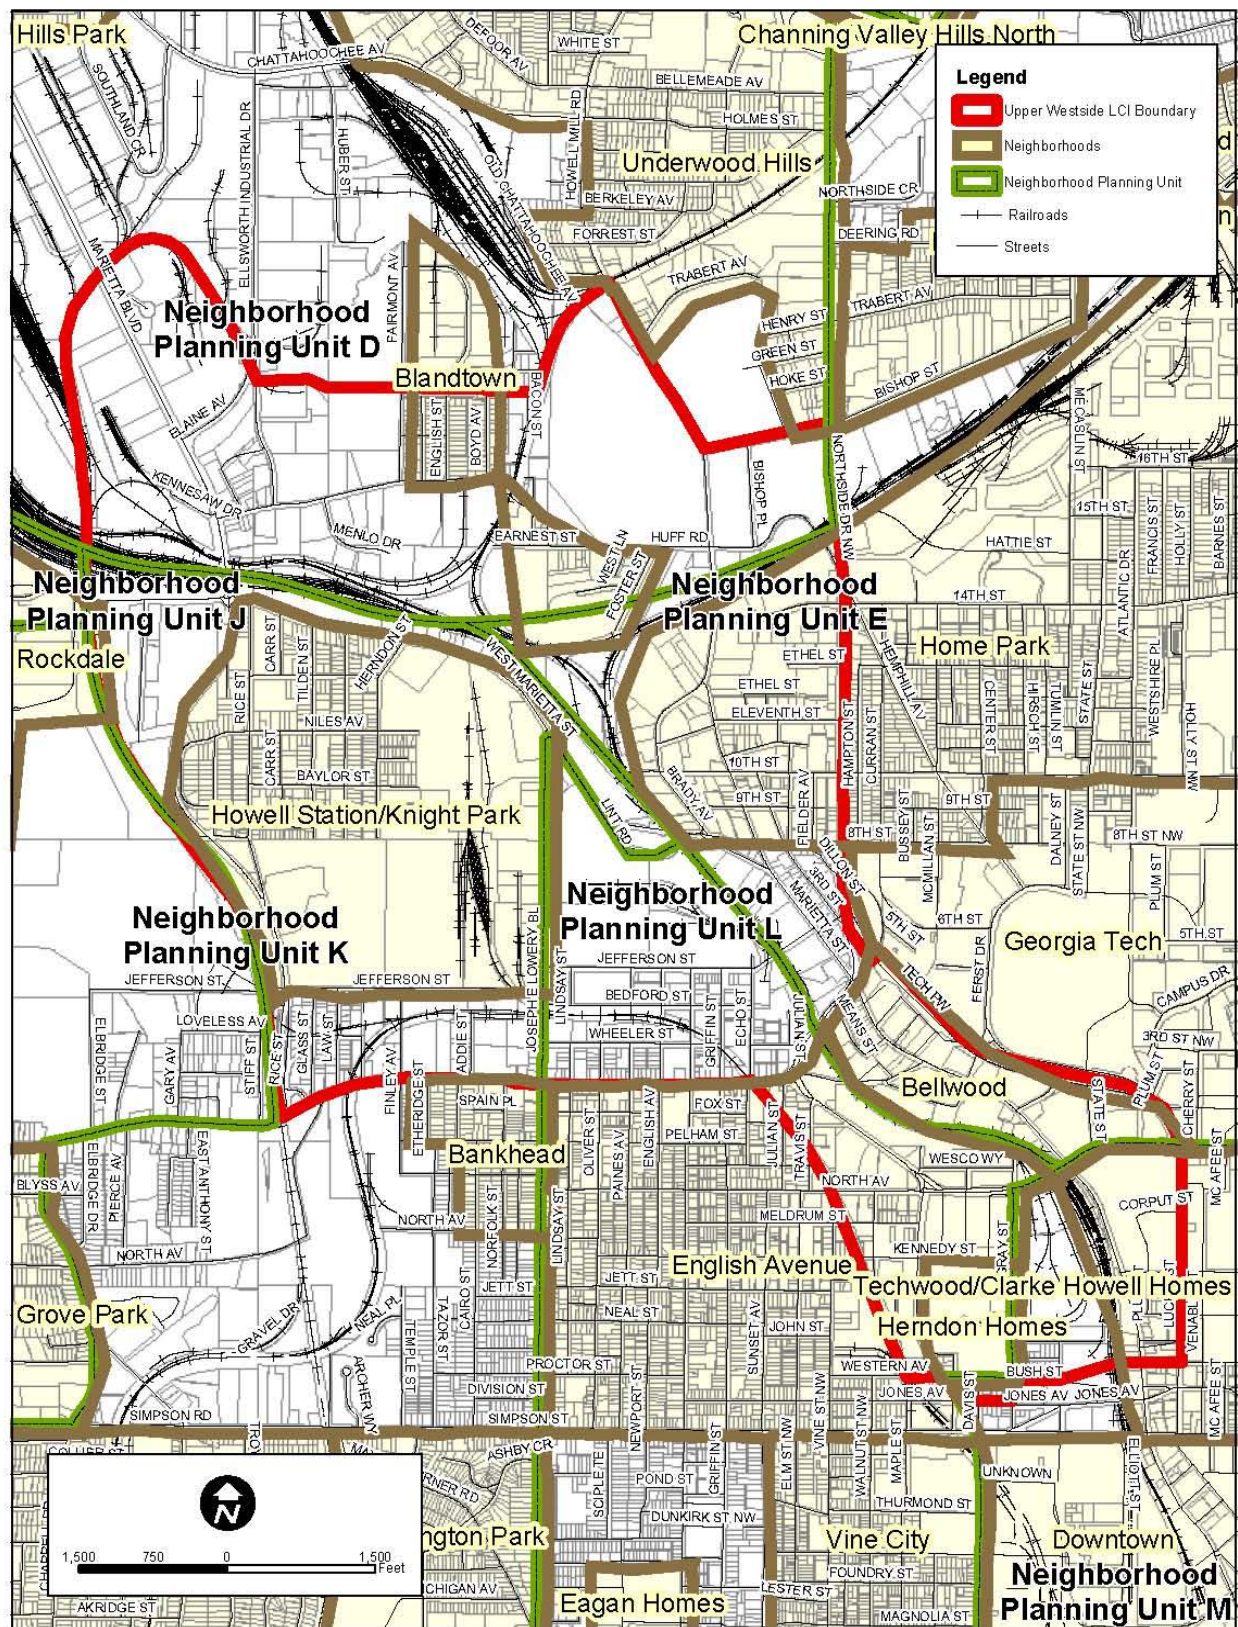 Hills Park
CHATTAHOOCHEE AV
DEFOOR AV
WHITE ST
Channing Valley Hills North
BELLEMEADE AV
SOUTHLAND CR
ELLSWORTH INDUSTRIAL DR
HUBERT ST
HOWELL MILL RD
HOLMES ST
OLD CHATTAHOOCHEE AV
Underwood Hills
BERKELEY AV
FORREST ST
NORTHSIDE CR
DEERING RD
Legend
Upper Westside LCI Boundary
Neighborhoods
Neighborhood Planning Unit
Railroads
Streets
MARIETTA BLVD
FAIRMONT AV
TRABERT AV
TRABERT AV
Neighborhood
Planning Unit D
HENRY ST
GREEN ST
HOKE ST
BISHOP ST
Blandtown
BACON ST
ELAINE AV
ENGLISH ST
BOYD AV
MECASLIN ST
16TH ST
KENNESAW DR
BISHOP PL
NORTHSIDE DR NW
15TH ST
FRANCIS ST
HOLLY ST
BARNES ST
MENLO DR
EARNEST ST
HUFF RD
HATTIE ST
WEST LN
FOSTER ST
ATLANTIC DR
Neighborhood
Planning Unit J
Neighborhood
Planning Unit E
14TH ST
Rockdale
CARR ST
TILDEN ST
HERNDON ST
WEST MARIETTA ST
ETHEL ST
HEMPHILL AV
Home Park
RICE ST
ETHEL ST
CENTER ST
HIRSCH ST
TUMLIN ST
STATE ST
WESTSHIRE PL
NILES AV
ELEVENTH ST
HAMPTON ST
CURRAN ST
HOLLY ST NW
CARR ST
BAYLOR ST
10TH ST
BRADY AV
9TH ST
FIELDER AV
9TH ST
Howell Station/Knight Park
LINT RD
8TH ST
BUSSEY ST
MCMILLAN ST
DALNEY ST
STATE ST NW
8TH ST NW
DILLON ST
3RD ST
MARIETTA ST
PLUM ST
Neighborhood
Planning Unit K
JOSEPH E LOWERY BL
Neighborhood
Planning Unit L
5TH ST
6TH ST
Georgia Tech
5TH ST
JEFFERSON ST
JEFFERSON ST
LINDSAY ST
JEFFERSON ST
TECH PW
FERST DR
CAMPUS DR
BEDFORD ST
LOVELESS AV
WHEELER ST
GRIFFIN ST
ECHO ST
JULIAN ST
MEANS ST
3RD ST NW
ELBRIDGE ST
GARY AV
STIFF ST
RICE ST
GLASS ST
LAW ST
FINLEY AV
ETHERIDGE ST
ADDIE ST
SPAIN PL
Bellwood
STATE ST
PLUM ST
CHERRY ST
FOX ST
OLIVER ST
PAINES AV
ENGLISH AV
PELHAM ST
JULIAN ST
TRAVIS ST
Bankhead
WESCO WY
MC AFEE ST
BLYSS AV
ELBRIDGE DR
PIERCE AV
EAST ANTHONY ST
NORTH AV
CORPUT ST
NORTH AV
NORFOLK ST
LINDSAY ST
MELDRUM ST
NORTH AV
KENNEDY ST
GRAY ST
English Avenue
JETT ST
JETT ST
Techwood/Clarke Howell Homes
Grove Park
GRAVEL DR
NEAL PL
TAZOR ST
CAIRO ST
NEAL ST
SUNSET AV
JOHN ST
Herndon Homes
TEMPLE ST
PROCTOR ST
WESTERN AV
BUSH ST
ARCHER WY
DIVISION ST
NEWPORT ST
VINE ST NW
JONES AV
DAVIS ST
JONES AV
JONES AV
MC AFEE ST
SIMPSON RD
SIMPSON ST
ASHBY CR
GRIFFIN ST
ELM ST NW
WALNUT ST NW
MAPLE ST
SCIPLE TE
POND ST
UNKNOWN
ELLIOTT ST
THURMOND ST
DUNKIRK ST NW
ngton Park
Vine City
Downtown
1,500
750
0
1,500
Feet
CHIGAN AV
LESTER ST
FOUNDRY ST
Neighborhood
Planning Unit M
AKRIDGE ST
Eagan Homes
MAGNOLIA ST
N